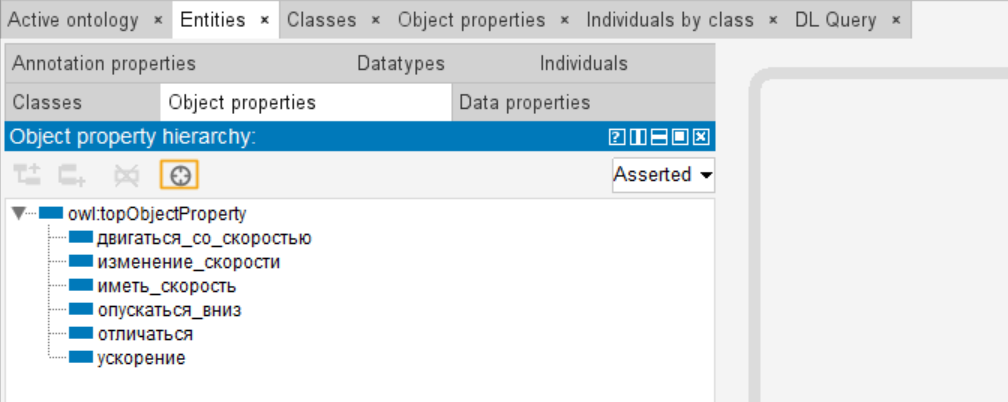 Active ontology × Entities × Classes × Object properties × Individuals by class × DL Query ×
Annotation properties Datatypes Individuals
Classes Object properties Data properties
Object property hierarchy:
Asserted
owl:topObjectProperty
двигаться_со_скоростью
изменение_скорости
иметь_скорость
опускаться_вниз
отличаться
ускорение